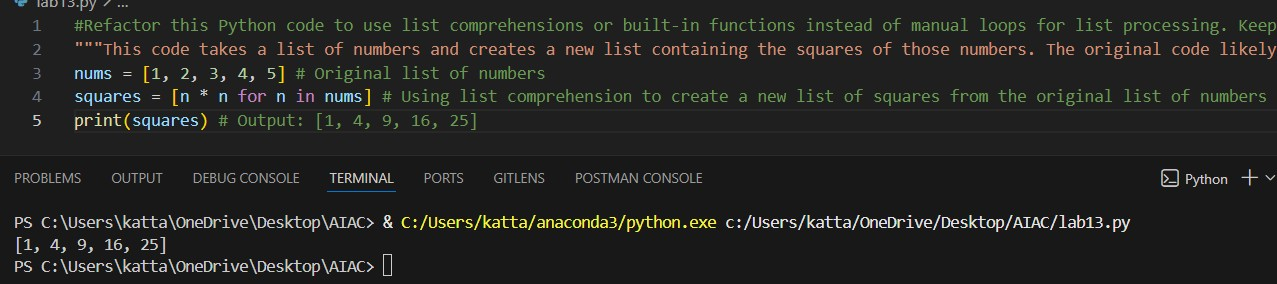 lab13.py > ...
1 #Refactor this Python code to use list comprehensions or built-in functions instead of manual loops for list processing. Keep
2 """This code takes a list of numbers and creates a new list containing the squares of those numbers. The original code likely
3 nums = [1, 2, 3, 4, 5] # Original list of numbers
4 squares = [n * n for n in nums] # Using list comprehension to create a new list of squares from the original list of numbers
5 print(squares) # Output: [1, 4, 9, 16, 25]
PROBLEMS OUTPUT DEBUG CONSOLE TERMINAL PORTS GITLENS POSTMAN CONSOLE Python
PS C:\Users\katta\OneDrive\Desktop\AIAC> & C:/Users/katta/anaconda3/python.exe c:/Users/katta/OneDrive/Desktop/AIAC/lab13.py
[1, 4, 9, 16, 25]
PS C:\Users\katta\OneDrive\Desktop\AIAC>